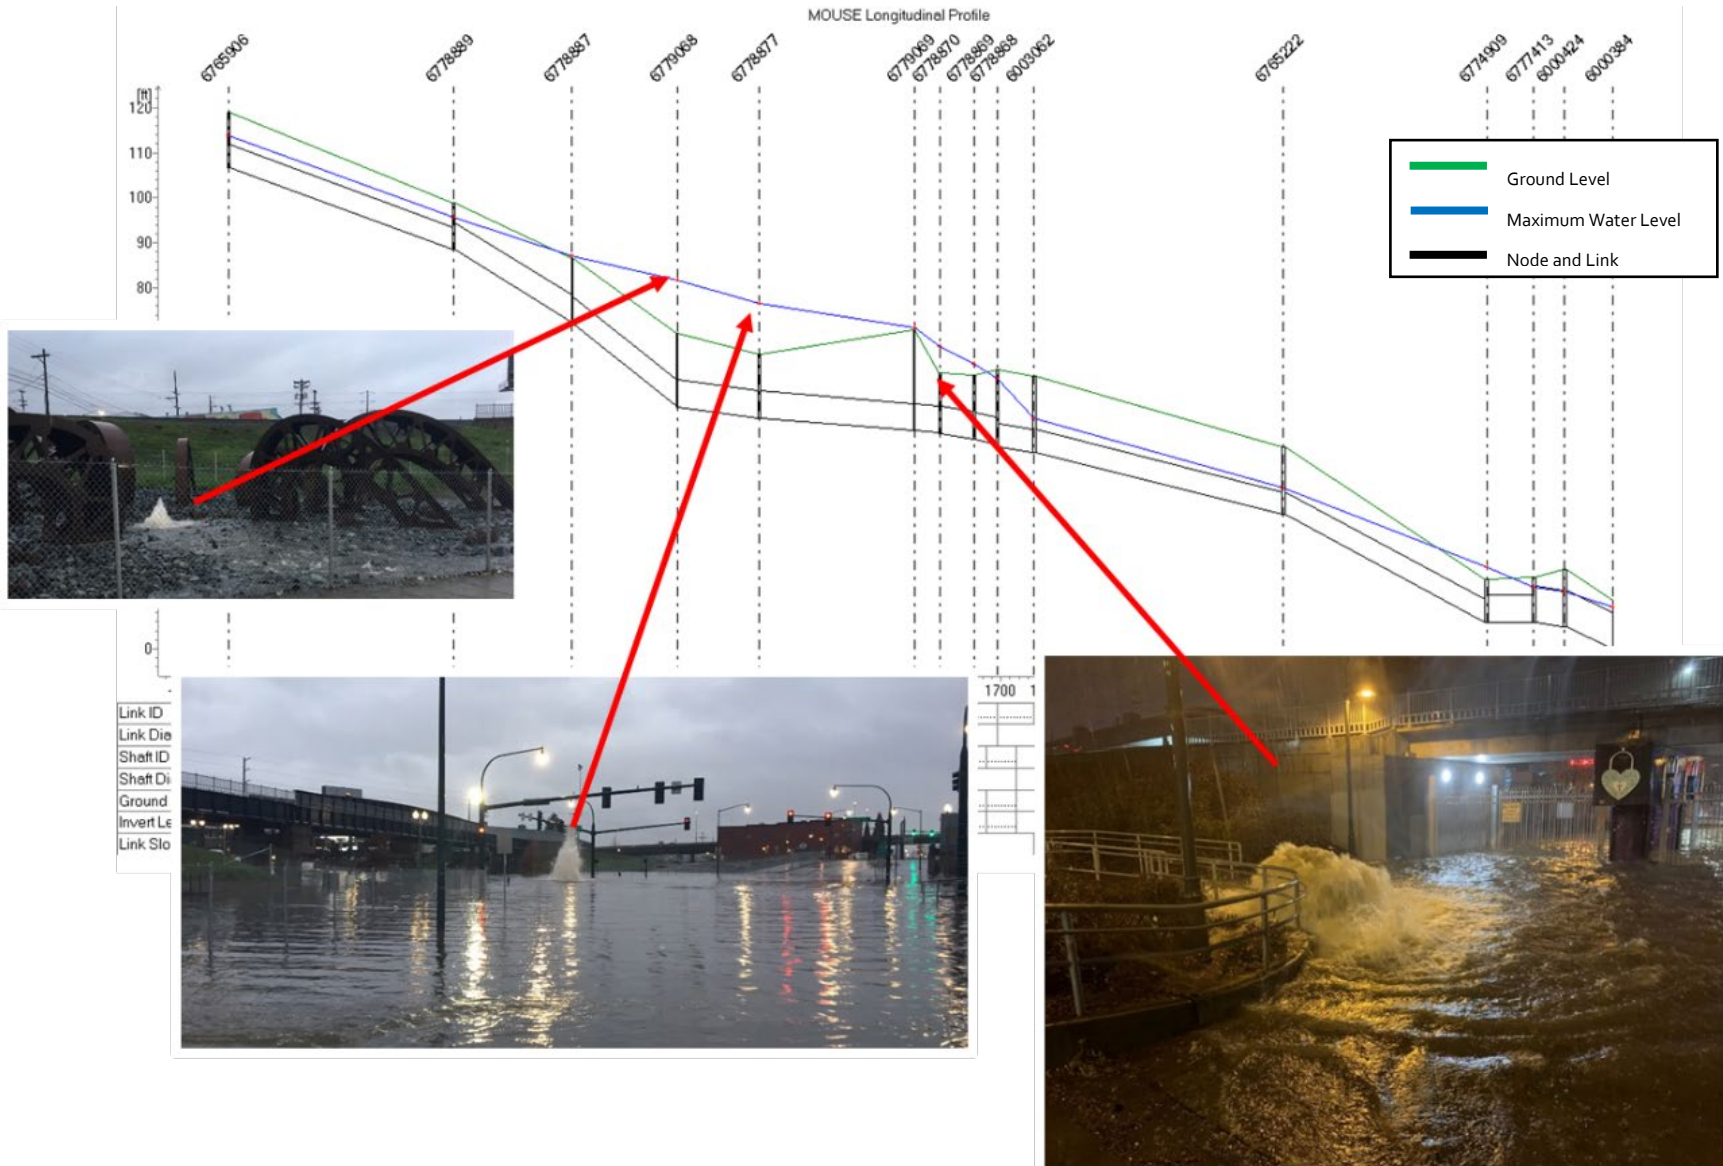 MOUSE Longitudinal Profile
6765906
6778889
6778887
6779068
6778877
6779069
6778870
6778869
6778868
6003062
6765222
6774909
6777413
6000424
6000384
[ft]
120
110
100
90
80
0
Ground Level
Maximum Water Level
Node and Link
1700 1
Link ID
Link Dia
Shaft ID
Shaft Di
Ground
Invert Le
Link Slo